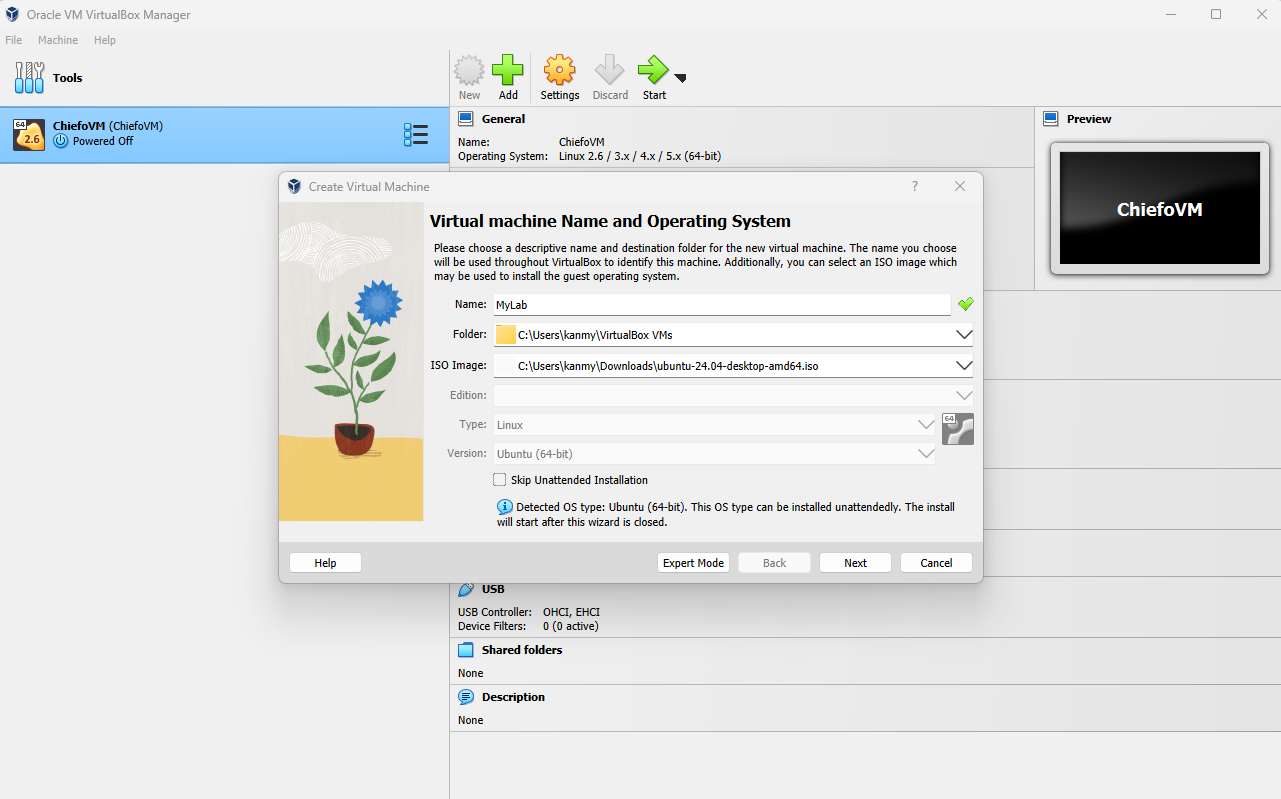 Oracle VM VirtualBox Manager
File Machine Help
Tools
New Add Settings Discard Start
64
2.6
ChiefoVM (ChiefoVM)
Powered Off
General
Name: ChiefoVM
Operating System: Linux 2.6 / 3.x / 4.x / 5.x (64-bit)
Preview
ChiefoVM
Create Virtual Machine ?
Virtual machine Name and Operating System
Please choose a descriptive name and destination folder for the new virtual machine. The name you choose
will be used throughout VirtualBox to identify this machine. Additionally, you can select an ISO image which
may be used to install the guest operating system.
Name: MyLab
Folder: C:\Users\kanmy\VirtualBox VMs
ISO Image: C:\Users\kanmy\Downloads\ubuntu-24.04-desktop-amd64.iso
Edition:
Type: Linux
64
Version: Ubuntu (64-bit)
Skip Unattended Installation
Detected OS type: Ubuntu (64-bit). This OS type can be installed unattendedly. The install
will start after this wizard is closed.
Help Expert Mode Back Next Cancel
USB
USB Controller: OHCI, EHCI
Device Filters: 0 (0 active)
Shared folders
None
Description
None